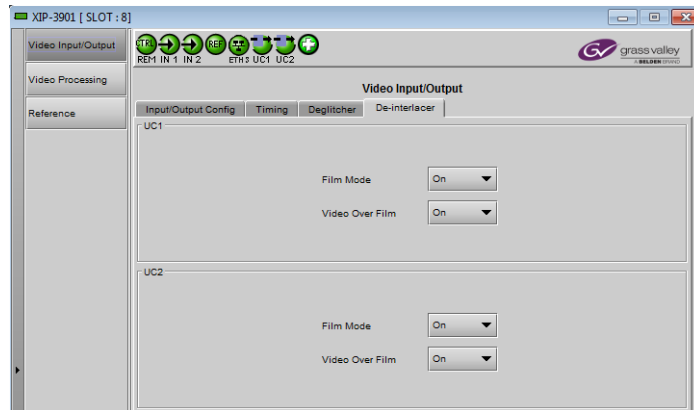 XIP-3901 [ SLOT : 8]
Video Input/Output
Video Processing
Reference
CTRL
REF
REM IN 1 IN 2 ETHS UC1 UC2
GV grass valley
A BELDEN BRAND
Video Input/Output
Input/Output Config Timing Deglitcher De-interlacer
UC1
Film Mode On
Video Over Film On
UC2
Film Mode On
Video Over Film On